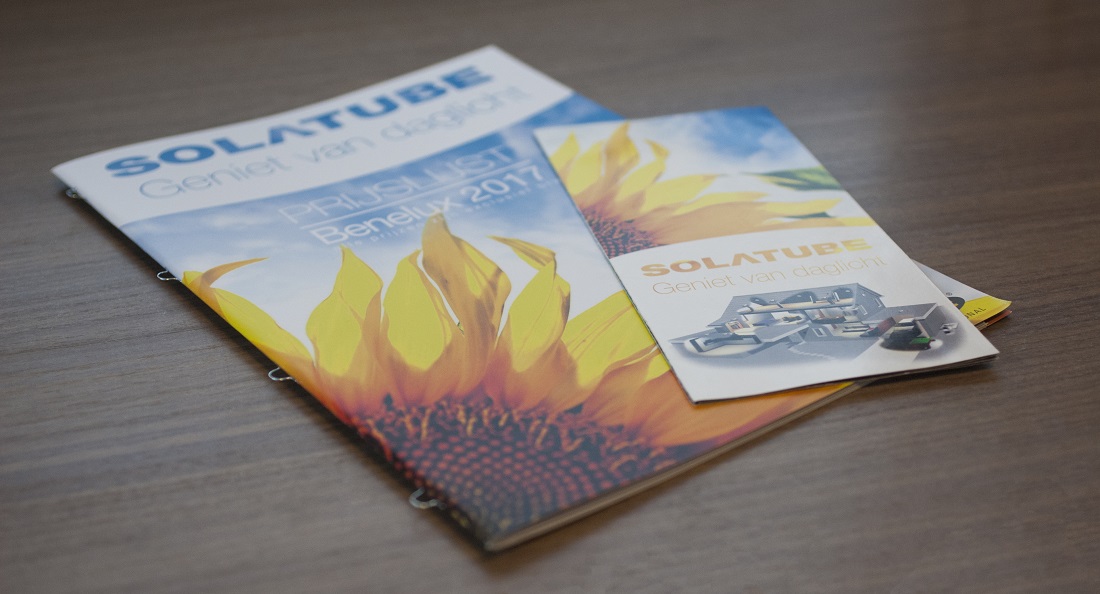 SOLATUBE
Geniet van daglicht
PRIJSLIJST
Benelux 2017
SOLATUBE
Geniet van daglicht